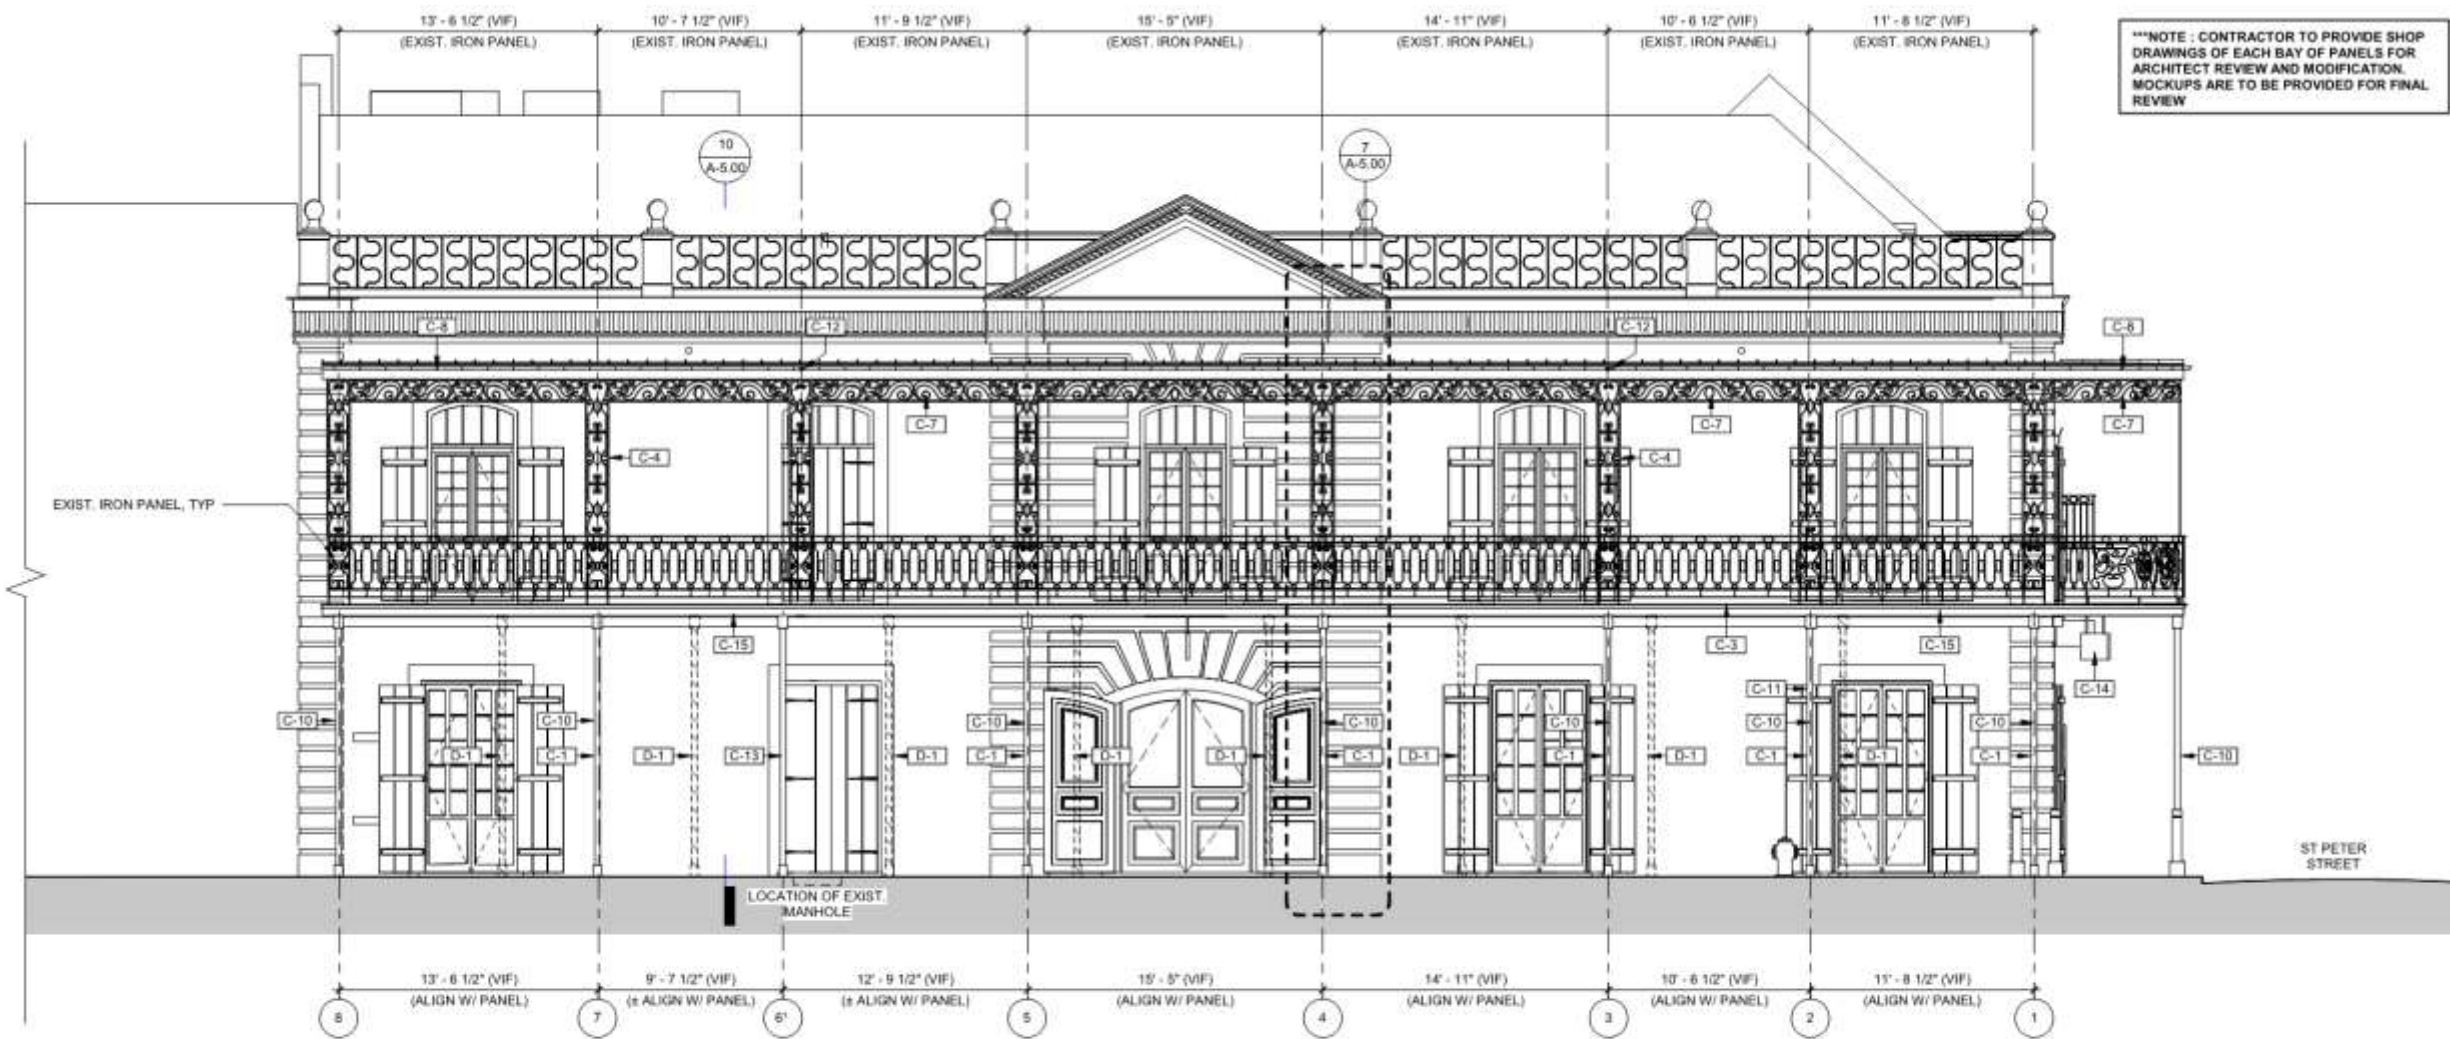 13' - 6 1/2" (VIF)
(EXIST. IRON PANEL)
10' - 7 1/2" (VIF)
(EXIST. IRON PANEL)
11' - 9 1/2" (VIF)
(EXIST. IRON PANEL)
15' - 5" (VIF)
(EXIST. IRON PANEL)
14' - 11" (VIF)
(EXIST. IRON PANEL)
10' - 6 1/2" (VIF)
(EXIST. IRON PANEL)
11' - 8 1/2" (VIF)
(EXIST. IRON PANEL)
***NOTE : CONTRACTOR TO PROVIDE SHOP
DRAWINGS OF EACH BAY OF PANELS FOR
ARCHITECT REVIEW AND MODIFICATION.
MOCKUPS ARE TO BE PROVIDED FOR FINAL
REVIEW
10
A-5.00
7
A-5.00
C-8
C-12
C-12
C-8
C-7
C-7
C-7
C-4
C-4
EXIST. IRON PANEL, TYP
C-15
C-3
C-15
C-14
C-11
C-10
C-10
C-10
C-10
C-10
C-10
C-10
D-1
C-1
D-1
C-13
D-1
C-1
D-1
D-1
C-1
D-1
C-1
D-1
C-1
D-1
C-1
C-10
LOCATION OF EXIST.
MANHOLE
ST PETER
STREET
13' - 6 1/2" (VIF)
(ALIGN W/ PANEL)
9' - 7 1/2" (VIF)
(± ALIGN W/ PANEL)
12' - 9 1/2" (VIF)
(± ALIGN W/ PANEL)
15' - 5" (VIF)
(ALIGN W/ PANEL)
14' - 11" (VIF)
(ALIGN W/ PANEL)
10' - 6 1/2" (VIF)
(ALIGN W/ PANEL)
11' - 8 1/2" (VIF)
(ALIGN W/ PANEL)
8
7
6'
5
4
3
2
1